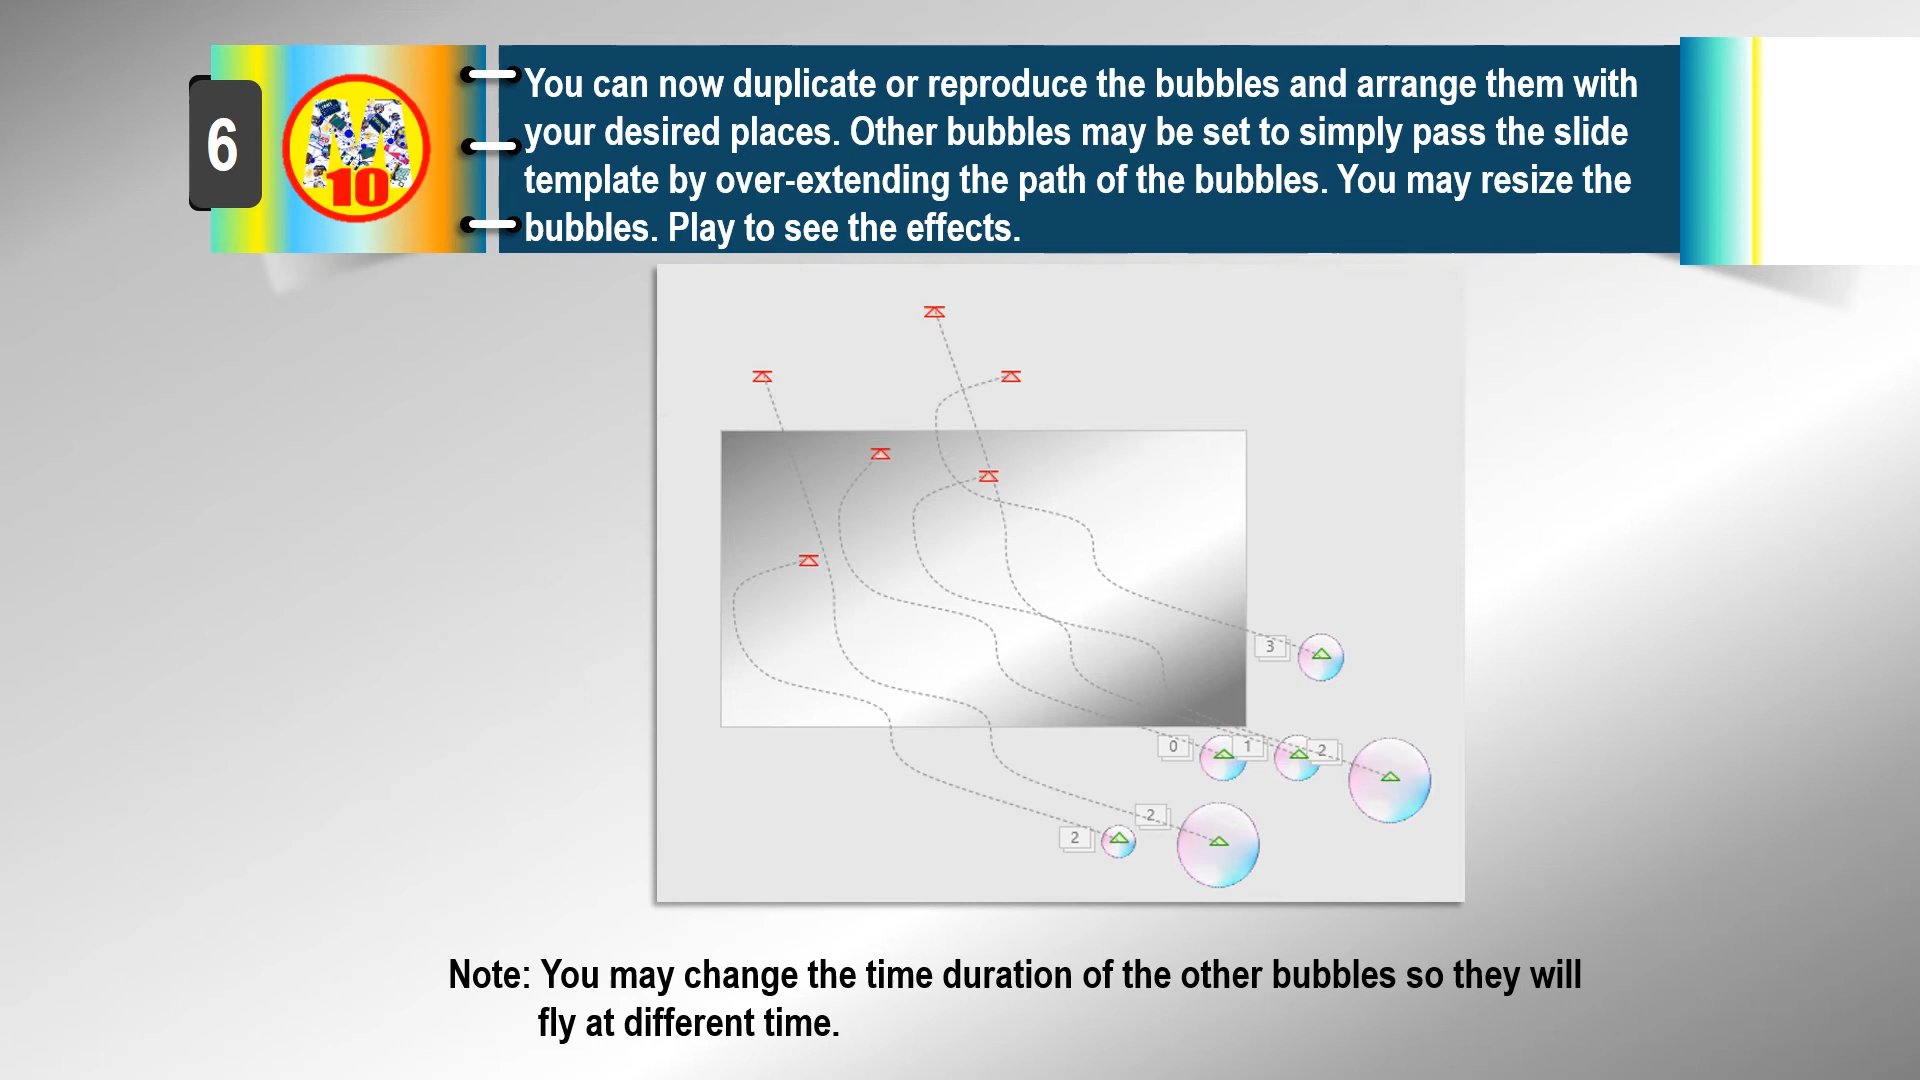 6
M
10
You can now duplicate or reproduce the bubbles and arrange them with
your desired places. Other bubbles may be set to simply pass the slide
template by over-extending the path of the bubbles. You may resize the
bubbles. Play to see the effects.
3
0
1
2
2
2
Note: You may change the time duration of the other bubbles so they will
fly at different time.